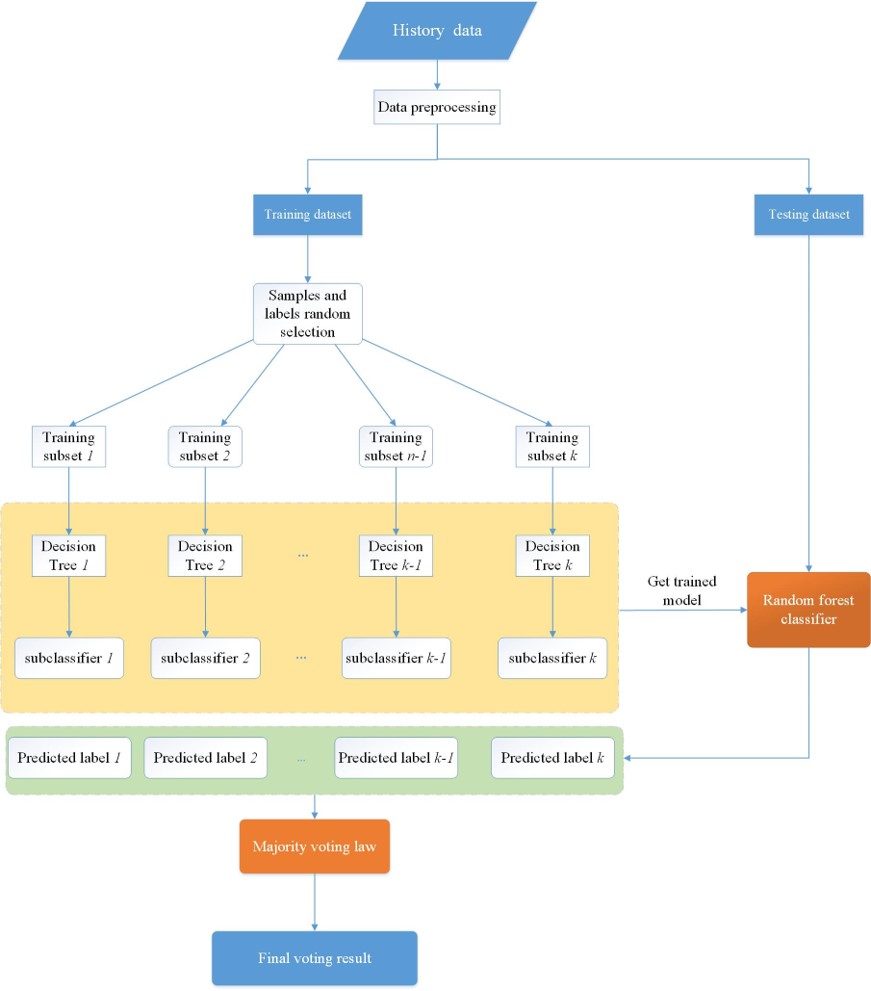 History data
Data preprocessing
Training dataset
Testing dataset
Samples and
labels random
selection
Training
subset 1
Training
subset 2
Training
subset n-1
Training
subset k
Decision
Tree 1
Decision
Tree 2
...
Decision
Tree k-1
Decision
Tree k
Get trained
model
Random forest
classifier
subclassifier 1
subclassifier 2
...
subclassifier k-1
subclassifier k
Predicted label 1
Predicted label 2
...
Predicted label k-1
Predicted label k
Majority voting law
Final voting result